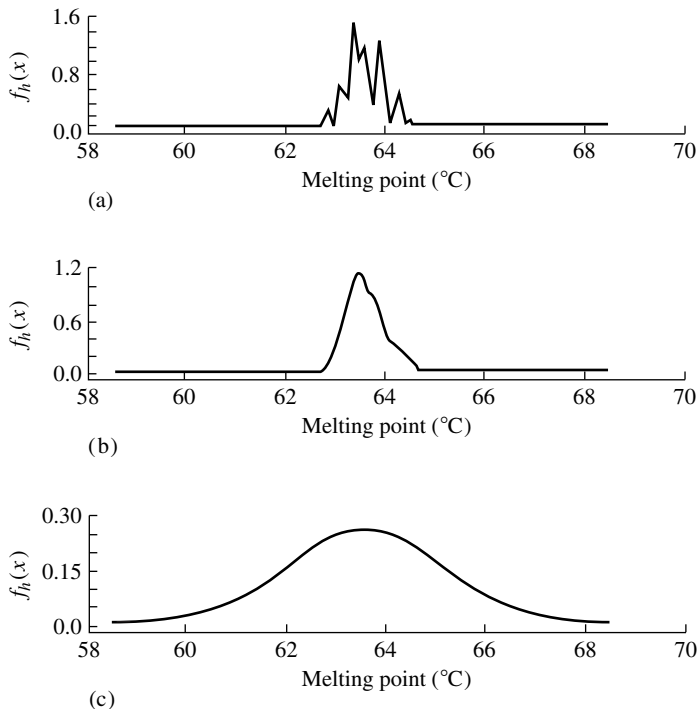 1.6
0.8
0.0
f_h(x)
58 60 62 64 66 68 70
Melting point (°C)
(a)
1.2
0.6
0.0
f_h(x)
58 60 62 64 66 68 70
Melting point (°C)
(b)
0.30
0.15
0.0
f_h(x)
58 60 62 64 66 68 70
Melting point (°C)
(c)